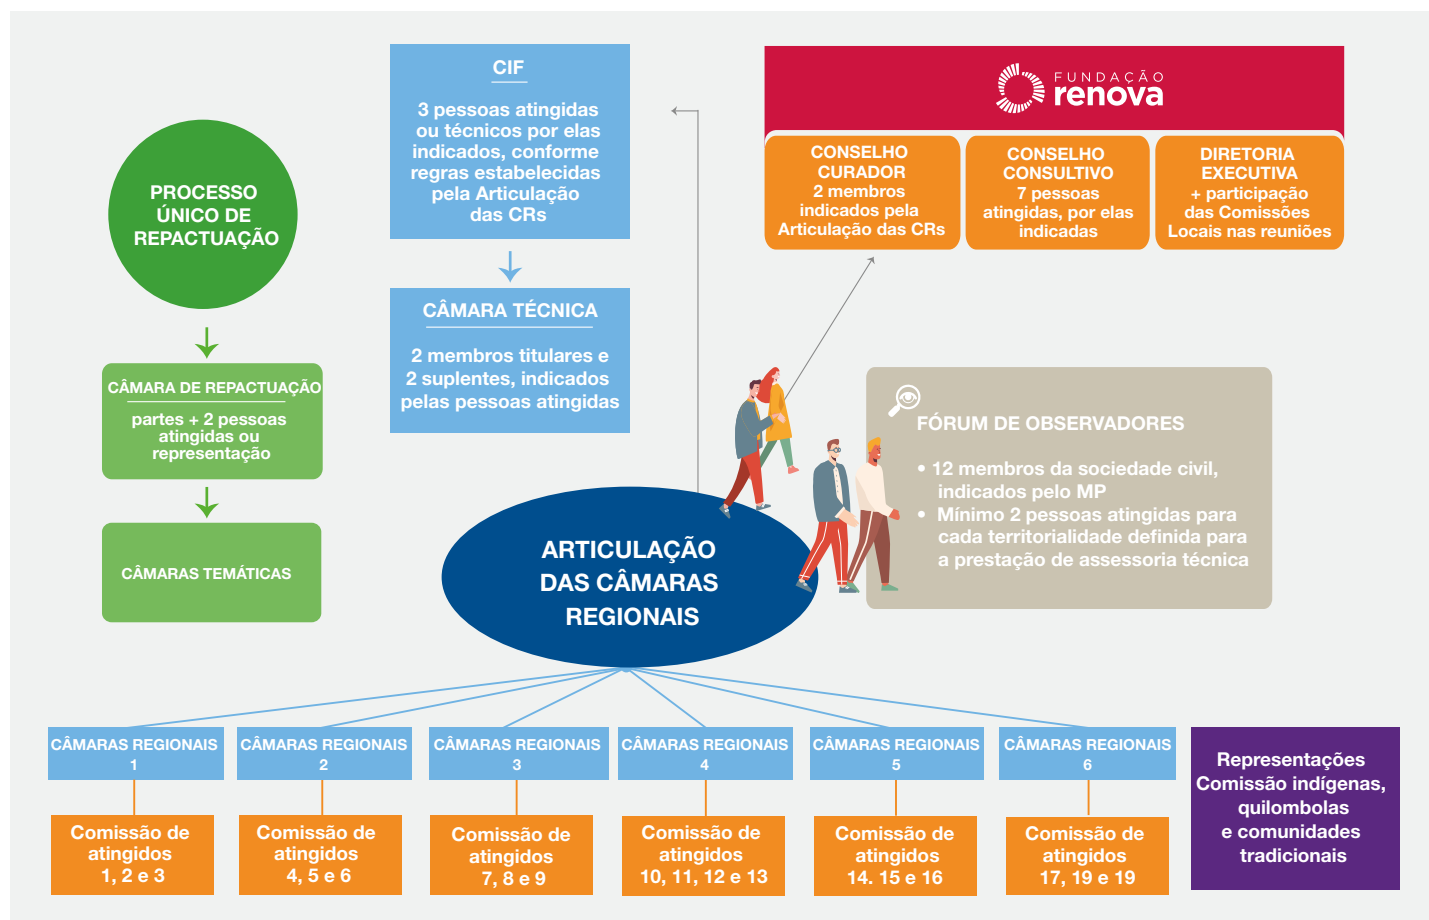 PROCESSO
ÚNICO DE
REPACTUAÇÃO
CÂMARA DE REPACTUAÇÃO
partes + 2 pessoas
atingidas ou
representação
CÂMARAS TEMÁTICAS
CIF
3 pessoas atingidas
ou técnicos por elas
indicados, conforme
regras estabelecidas
pela Articulação
das CRs
CÂMARA TÉCNICA
2 membros titulares e
2 suplentes, indicados
pelas pessoas atingidas
FUNDAÇÃO
renova
CONSELHO
CURADOR
2 membros
indicados pela
Articulação das CRs
CONSELHO
CONSULTIVO
7 pessoas
atingidas, por elas
indicadas
DIRETORIA
EXECUTIVA
+ participação
das Comissões
Locais nas reuniões
FÓRUM DE OBSERVADORES
• 12 membros da sociedade civil,
indicados pelo MP
• Mínimo 2 pessoas atingidas para
cada territorialidade definida para
a prestação de assessoria técnica
ARTICULAÇÃO
DAS CÂMARAS
REGIONAIS
CÂMARAS REGIONAIS
1
CÂMARAS REGIONAIS
2
CÂMARAS REGIONAIS
3
CÂMARAS REGIONAIS
4
CÂMARAS REGIONAIS
5
CÂMARAS REGIONAIS
6
Comissão de
atingidos
1, 2 e 3
Comissão de
atingidos
4, 5 e 6
Comissão de
atingidos
7, 8 e 9
Comissão de
atingidos
10, 11, 12 e 13
Comissão de
atingidos
14. 15 e 16
Comissão de
atingidos
17, 19 e 19
Representações
Comissão indígenas,
quilombolas
e comunidades
tradicionais